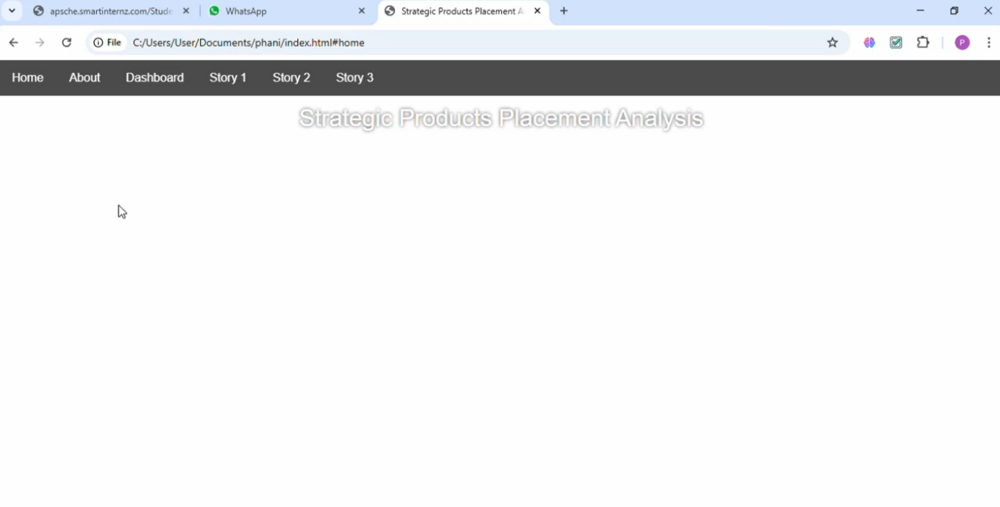 apsche.smartinternz.com/Stude
WhatsApp
Strategic Products Placement A
File
C:/Users/User/Documents/phani/index.html#home
P
Home
About
Dashboard
Story 1
Story 2
Story 3
Strategic Products Placement Analysis